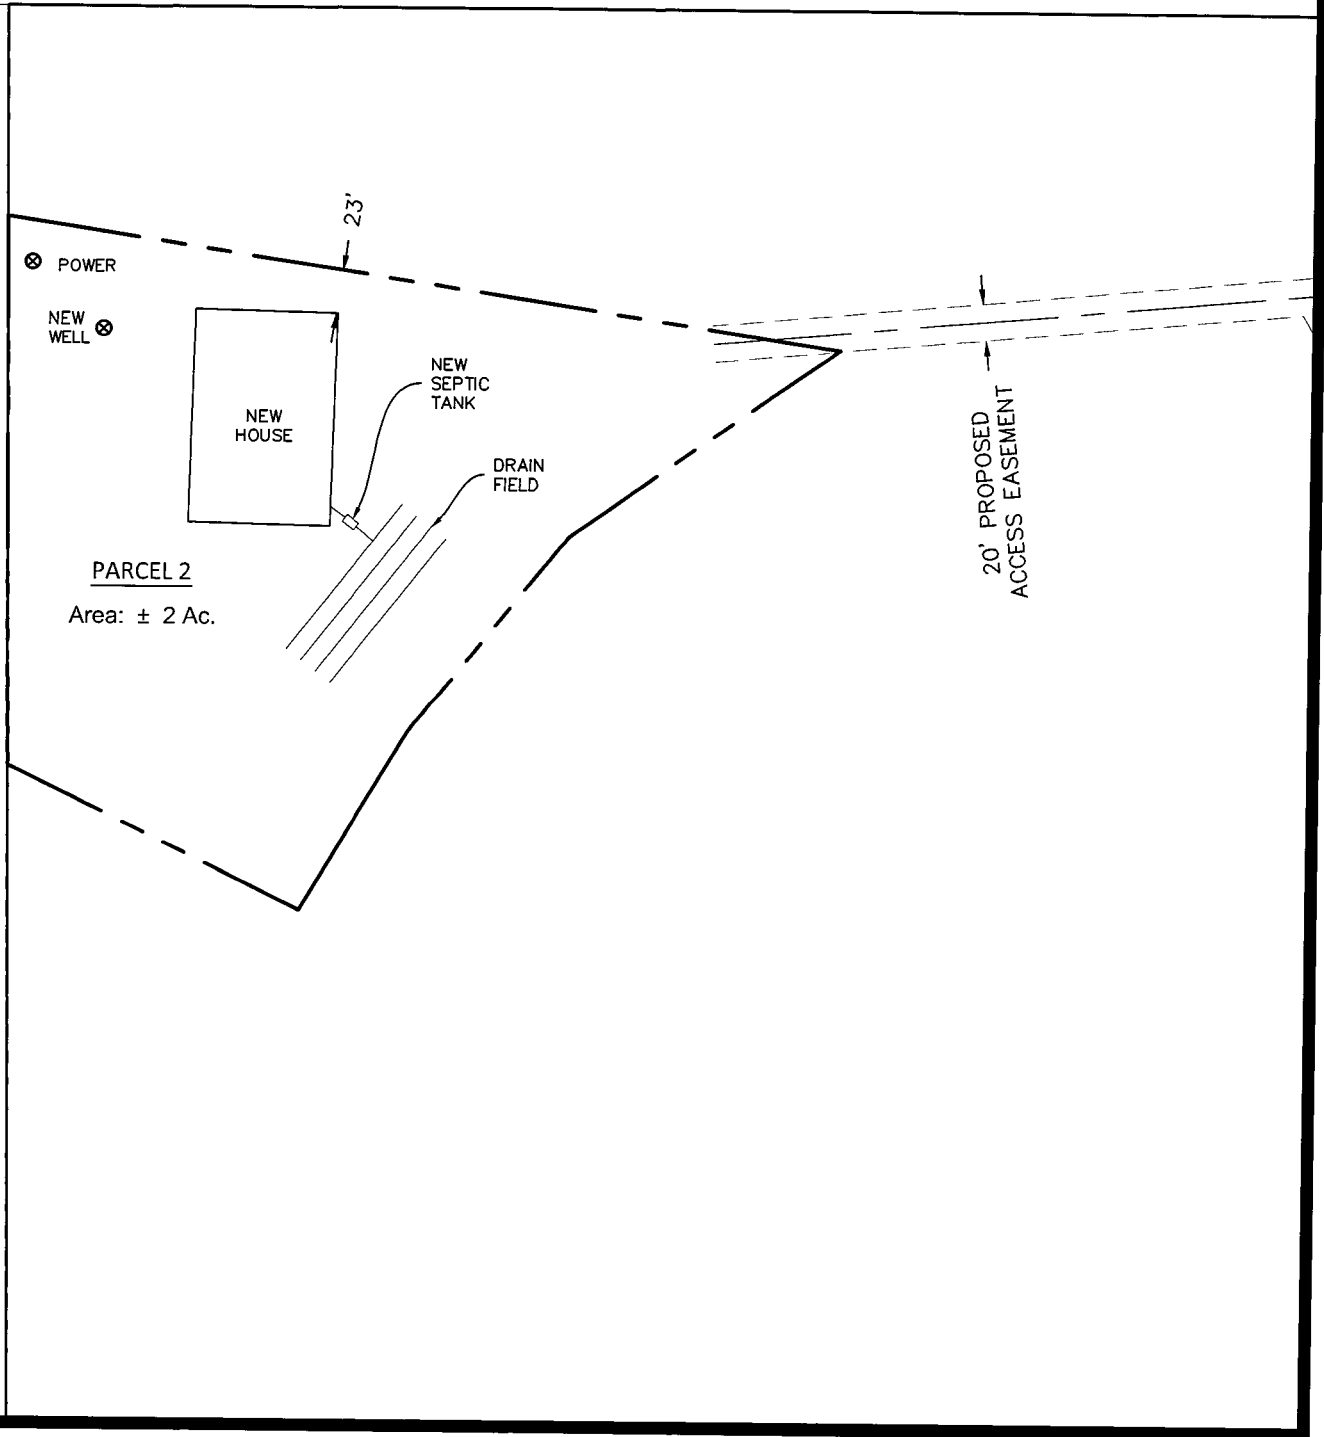 23'
POWER
NEW
WELL
NEW
SEPTIC
TANK
NEW
HOUSE
DRAIN
FIELD
20' PROPOSED
ACCESS EASEMENT
PARCEL 2
Area: ± 2 Ac.